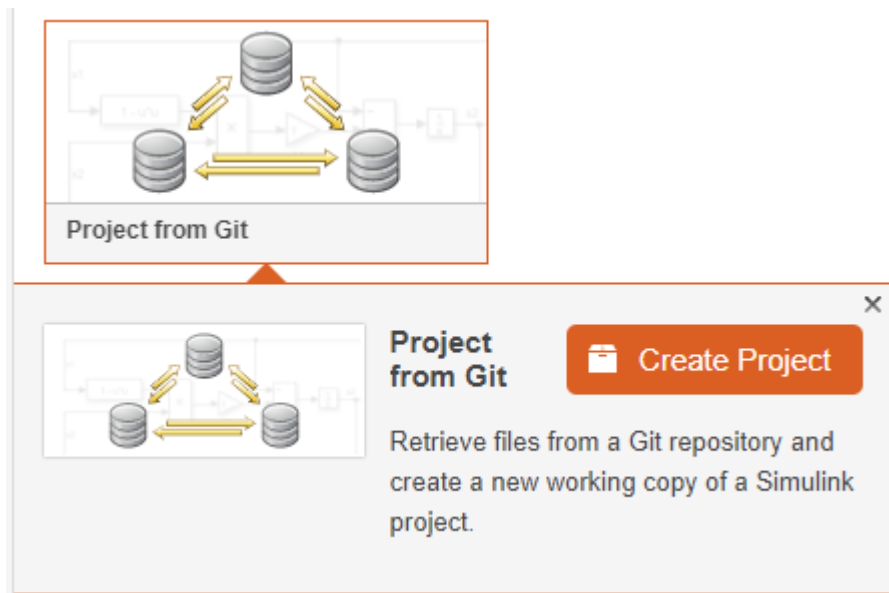 Project from Git
Project
from Git
Create Project
Retrieve files from a Git repository and
create a new working copy of a Simulink
project.